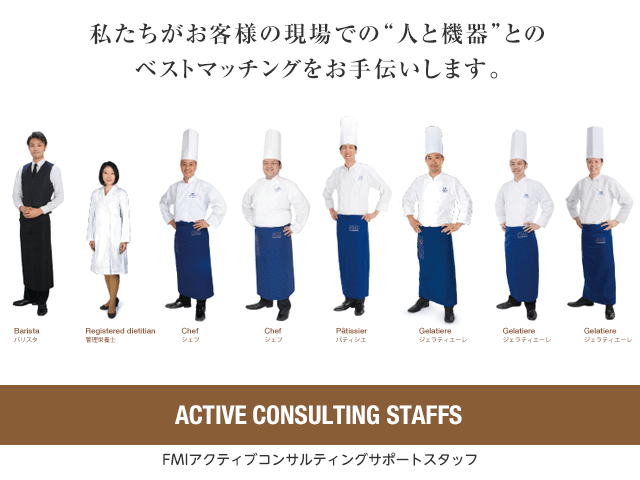 私たちがお客様の現場での“人と機器”との
ベストマッチングをお手伝いします。
Barista
バリスタ
Registered dietitian
管理栄養士
Chef
シェフ
Chef
シェフ
Pâtissier
パティシエ
Gelatiere
ジェラティエーレ
Gelatiere
ジェラティエーレ
Gelatiere
ジェラティエーレ
ACTIVE CONSULTING STAFFS
FMIアクティブコンサルティングサポートスタッフ